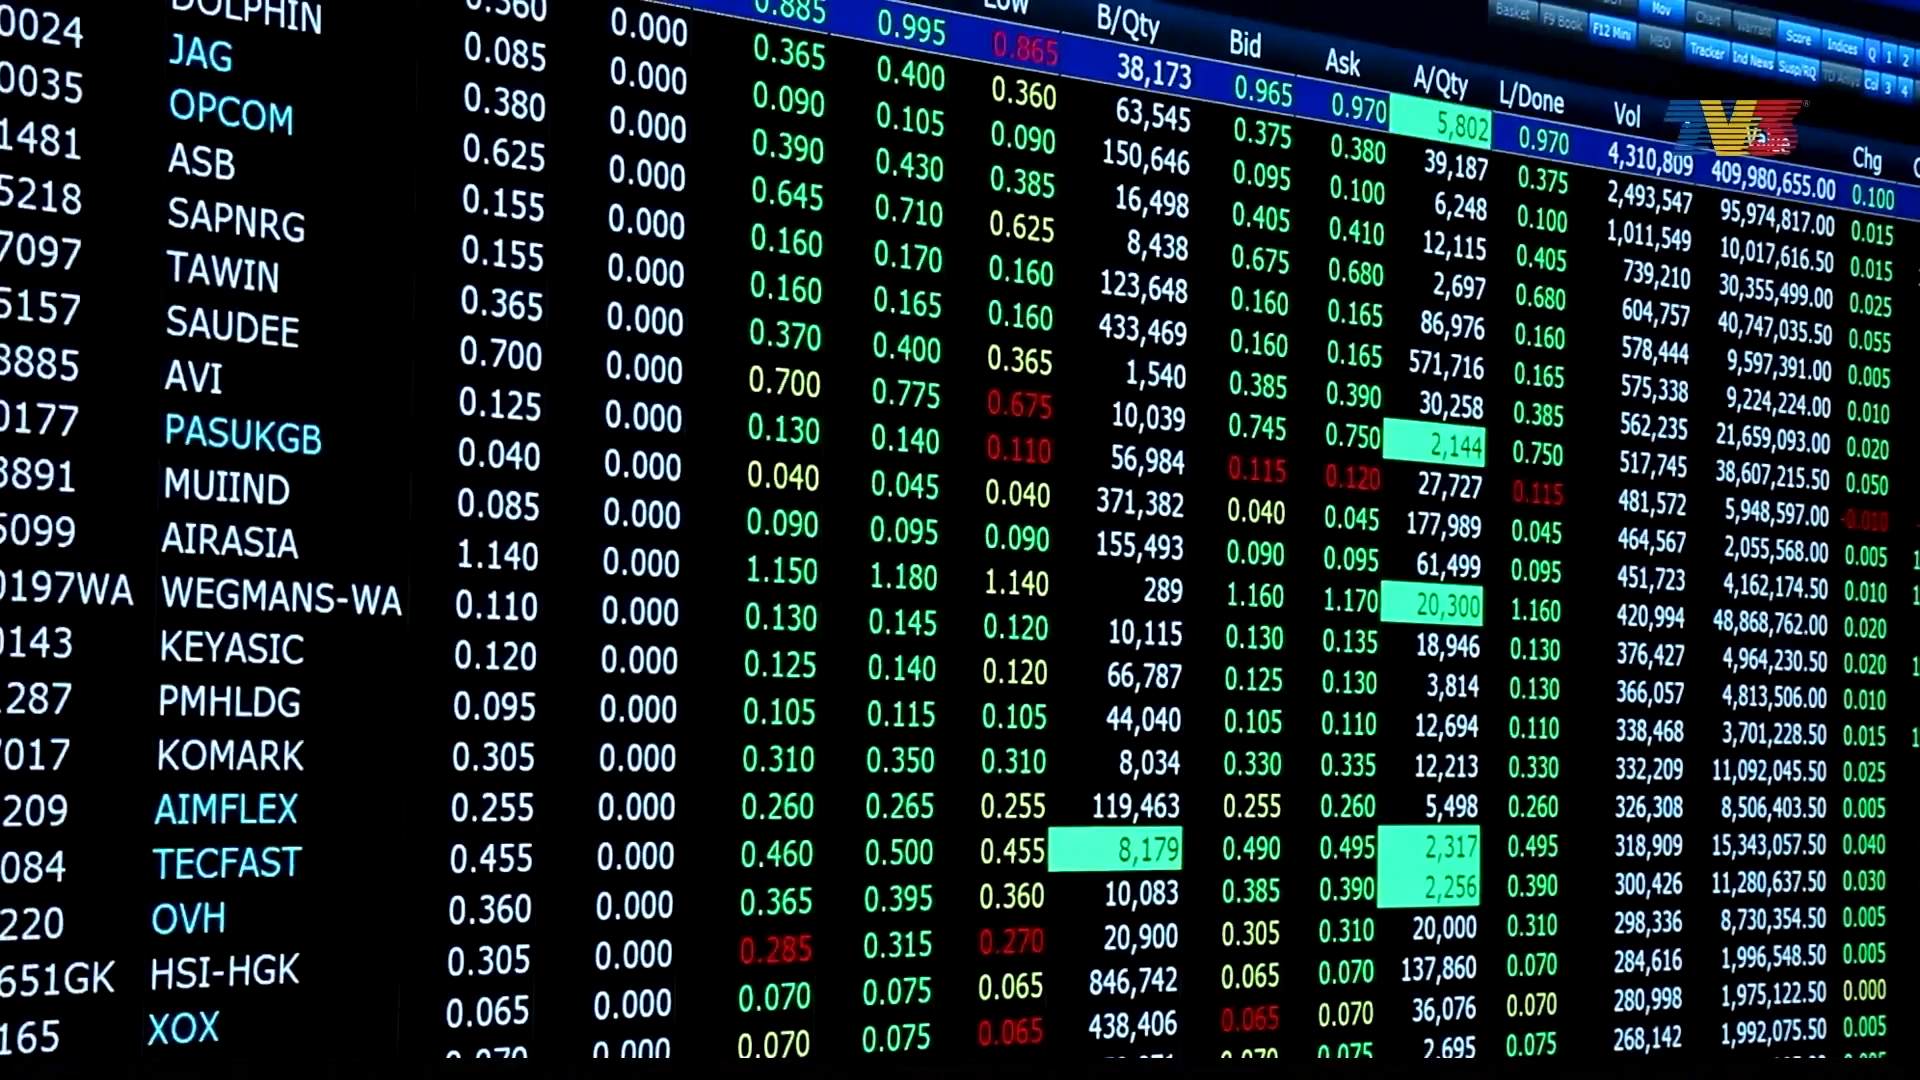 Basket F9 Book F12 Mini Mov Chart Warrant Score Indices Q 1 2
MBO Tracker Ind News Susp/RQ Col 3 4
TV3
Low B/Qty Bid Ask A/Qty L/Done Vol Value Chg
0.885 0.995 0.865 38,173 0.965 0.970 5,802 0.970 4,310,809 409,980,655.00 0.100
0.360 0.000 0.365 0.400 0.360 63,545 0.375 0.380 39,187 0.375 2,493,547 95,974,817.00 0.015
DOLPHIN 0.085 0.000 0.090 0.105 0.090 150,646 0.095 0.100 6,248 0.100 1,011,549 10,017,616.50 0.015
0024 JAG 0.380 0.000 0.390 0.430 0.385 16,498 0.405 0.410 12,115 0.405 739,210 30,355,499.00 0.025
0035 OPCOM 0.625 0.000 0.645 0.710 0.625 8,438 0.675 0.680 2,697 0.680 604,757 40,747,035.50 0.055
1481 ASB 0.155 0.000 0.160 0.170 0.160 123,648 0.160 0.165 86,976 0.160 578,444 9,597,391.00 0.005
5218 SAPNRG 0.155 0.000 0.160 0.165 0.160 433,469 0.160 0.165 571,716 0.165 575,338 9,224,224.00 0.010
7097 TAWIN 0.365 0.000 0.370 0.400 0.365 1,540 0.385 0.390 30,258 0.385 562,235 21,659,093.00 0.020
5157 SAUDEE 0.700 0.000 0.700 0.775 0.675 10,039 0.745 0.750 2,144 0.750 517,745 38,607,215.50 0.050
8885 AVI 0.125 0.000 0.130 0.140 0.110 56,984 0.115 0.120 27,727 0.115 481,572 5,948,597.00 -0.010
0177 PASUKGB 0.040 0.000 0.040 0.045 0.040 371,382 0.040 0.045 177,989 0.045 464,567 2,055,568.00 0.005
3891 MUIIND 0.085 0.000 0.090 0.095 0.090 155,493 0.090 0.095 61,499 0.095 451,723 4,162,174.50 0.010
5099 AIRASIA 1.140 0.000 1.150 1.180 1.140 289 1.160 1.170 20,300 1.160 420,994 48,868,762.00 0.020
0197WA WEGMANS-WA 0.110 0.000 0.130 0.145 0.120 10,115 0.130 0.135 18,946 0.130 376,427 4,964,230.50 0.020
0143 KEYASIC 0.120 0.000 0.125 0.140 0.120 66,787 0.125 0.130 3,814 0.130 366,057 4,813,506.00 0.010
1287 PMHLDG 0.095 0.000 0.105 0.115 0.105 44,040 0.105 0.110 12,694 0.110 338,468 3,701,228.50 0.015
7017 KOMARK 0.305 0.000 0.310 0.350 0.310 8,034 0.330 0.335 12,213 0.330 332,209 11,092,045.50 0.025
209 AIMFLEX 0.255 0.000 0.260 0.265 0.255 119,463 0.255 0.260 5,498 0.260 326,308 8,506,403.50 0.005
084 TECFAST 0.455 0.000 0.460 0.500 0.455 8,179 0.490 0.495 2,317 0.495 318,909 15,343,057.50 0.040
220 OVH 0.360 0.000 0.365 0.395 0.360 10,083 0.385 0.390 2,256 0.390 300,426 11,280,637.50 0.030
651GK HSI-HGK 0.305 0.000 0.285 0.315 0.270 20,900 0.305 0.310 20,000 0.310 298,336 8,730,354.50 0.005
165 XOX 0.065 0.000 0.070 0.075 0.065 846,742 0.065 0.070 137,860 0.070 284,616 1,996,548.50 0.005
0.070 0.000 0.070 0.075 0.065 438,406 0.065 0.070 36,076 0.070 280,998 1,975,122.50 0.000
0.070 0.075 2,695 0.075 268,142 1,992,075.50 0.005